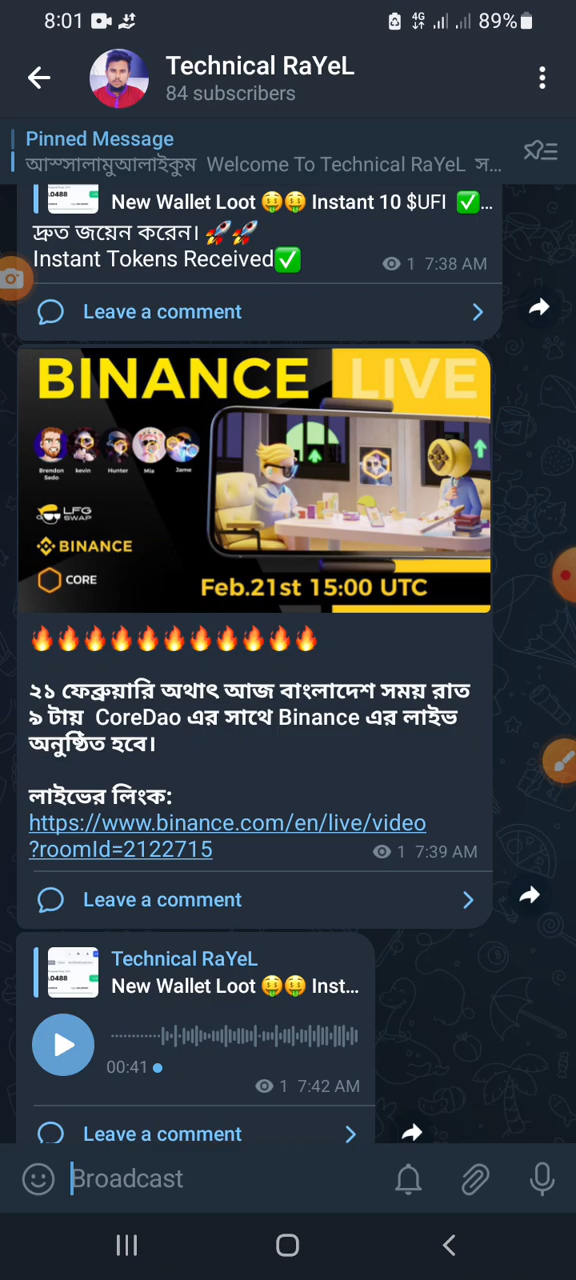 8:01
4G
89%
Technical RaYeL
84 subscribers
Pinned Message
আস্সালামুআলাইকুম Welcome To Technical RaYeL স...
New Wallet Loot 🤑🤑 Instant 10 $UFI ✅...
দ্রুত জয়েন করেন। 🚀🚀
Instant Tokens Received✅
1 7:38 AM
Leave a comment
BINANCE LIVE
Brendon Sedo
kevin
Hunter
Mia
Jame
LFG SWAP
BINANCE
CORE
Feb.21st 15:00 UTC
🔥🔥🔥🔥🔥🔥🔥🔥🔥🔥🔥
২১ ফেব্রুয়ারি অথাৎ আজ বাংলাদেশ সময় রাত
৯ টায় CoreDao এর সাথে Binance এর লাইভ
অনুষ্ঠিত হবে।
লাইভের লিংক:
https://www.binance.com/en/live/video
?roomId=2122715
1 7:39 AM
Leave a comment
.0488
Technical RaYeL
New Wallet Loot 🤑🤑 Inst...
00:41
1 7:42 AM
Leave a comment
Broadcast